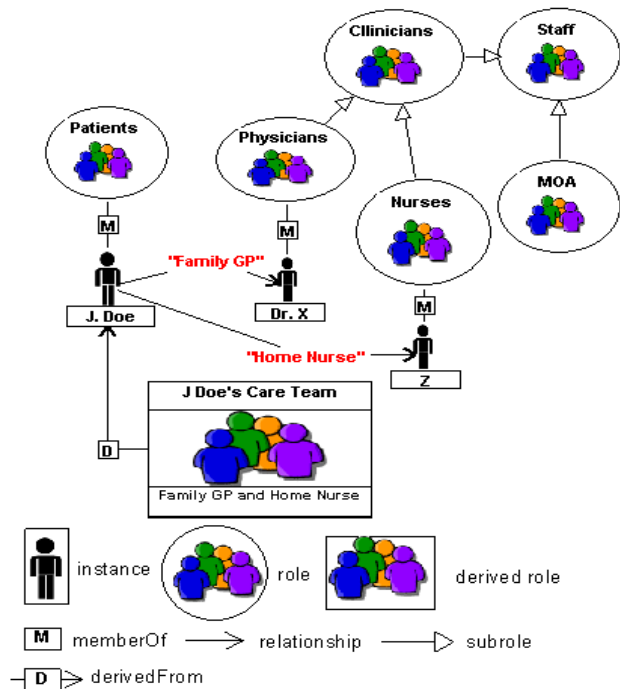 Cllinicians
Staff
Patients
Physicians
MOA
Nurses
M
M
"Family GP"
M
J. Doe
Dr. X
"Home Nurse"
Z
J Doe's Care Team
D
Family GP and Home Nurse
instance
role
derived role
M memberOf
relationship
subrole
D derivedFrom